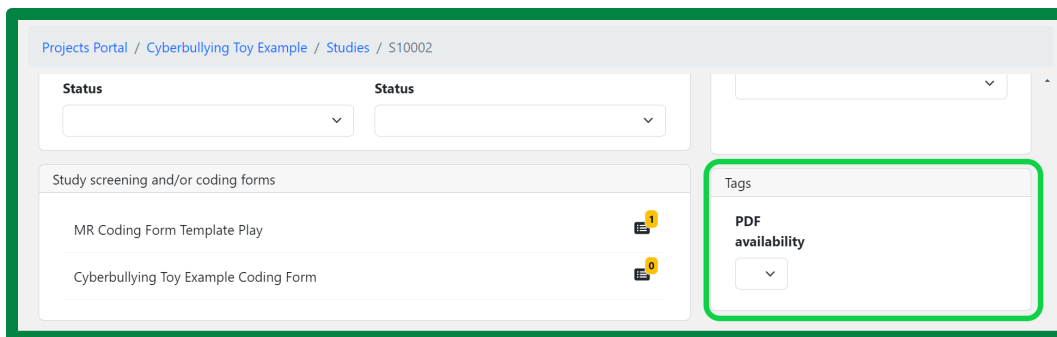 Projects Portal / Cyberbullying Toy Example / Studies / S10002
Status
Status
Study screening and/or coding forms
MR Coding Form Template Play
1
Cyberbullying Toy Example Coding Form
0
Tags
PDF
availability